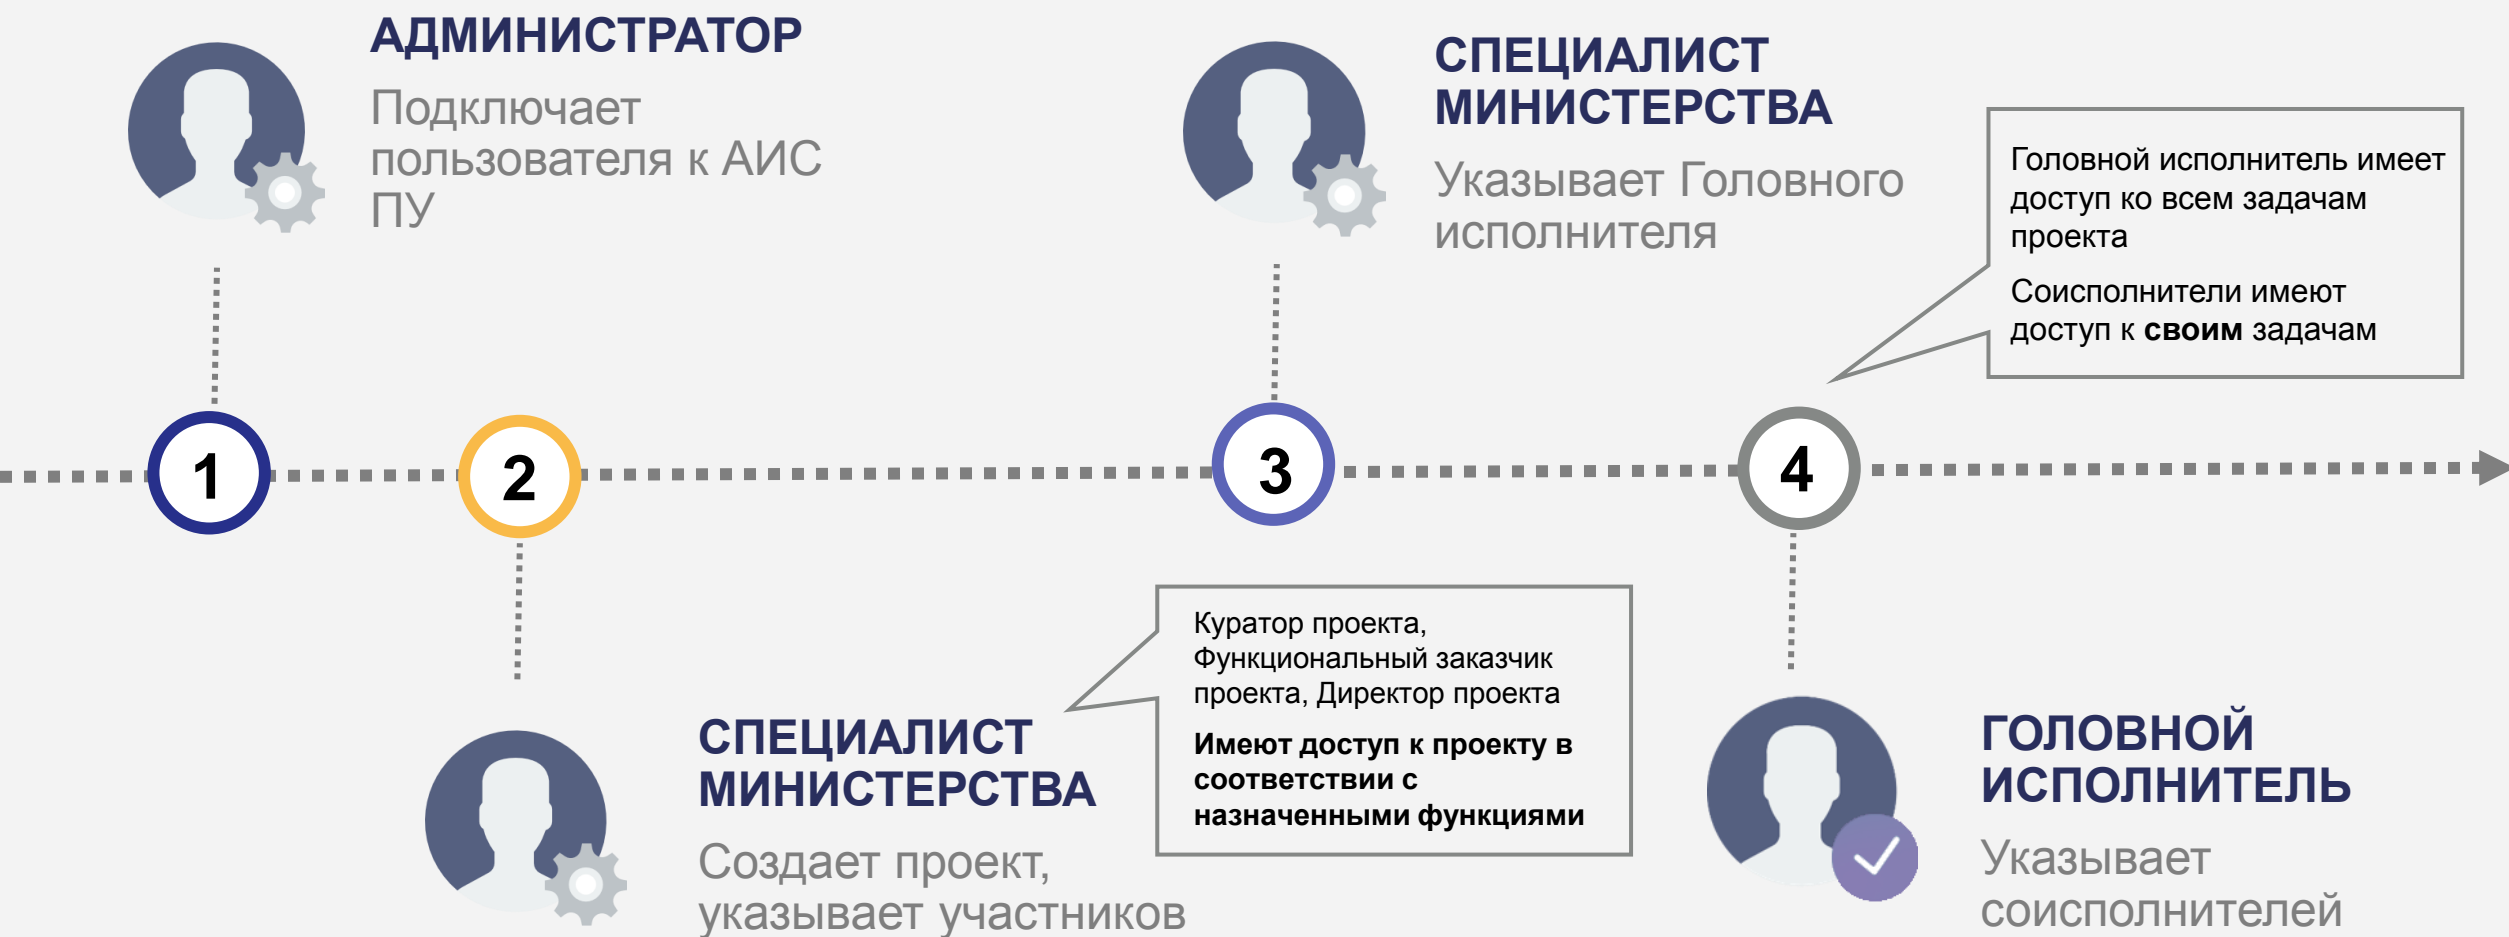 АДМИНИСТРАТОР
Подключает
пользователя к АИС
ПУ
СПЕЦИАЛИСТ
МИНИСТЕРСТВА
Указывает Головного
исполнителя
Головной исполнитель имеет
доступ ко всем задачам
проекта
Соисполнители имеют
доступ к своим задачам
1
2
3
4
СПЕЦИАЛИСТ
МИНИСТЕРСТВА
Создает проект,
указывает участников
Куратор проекта,
Функциональный заказчик
проекта, Директор проекта
Имеют доступ к проекту в
соответствии с
назначенными функциями
ГОЛОВНОЙ
ИСПОЛНИТЕЛЬ
Указывает
соисполнителей